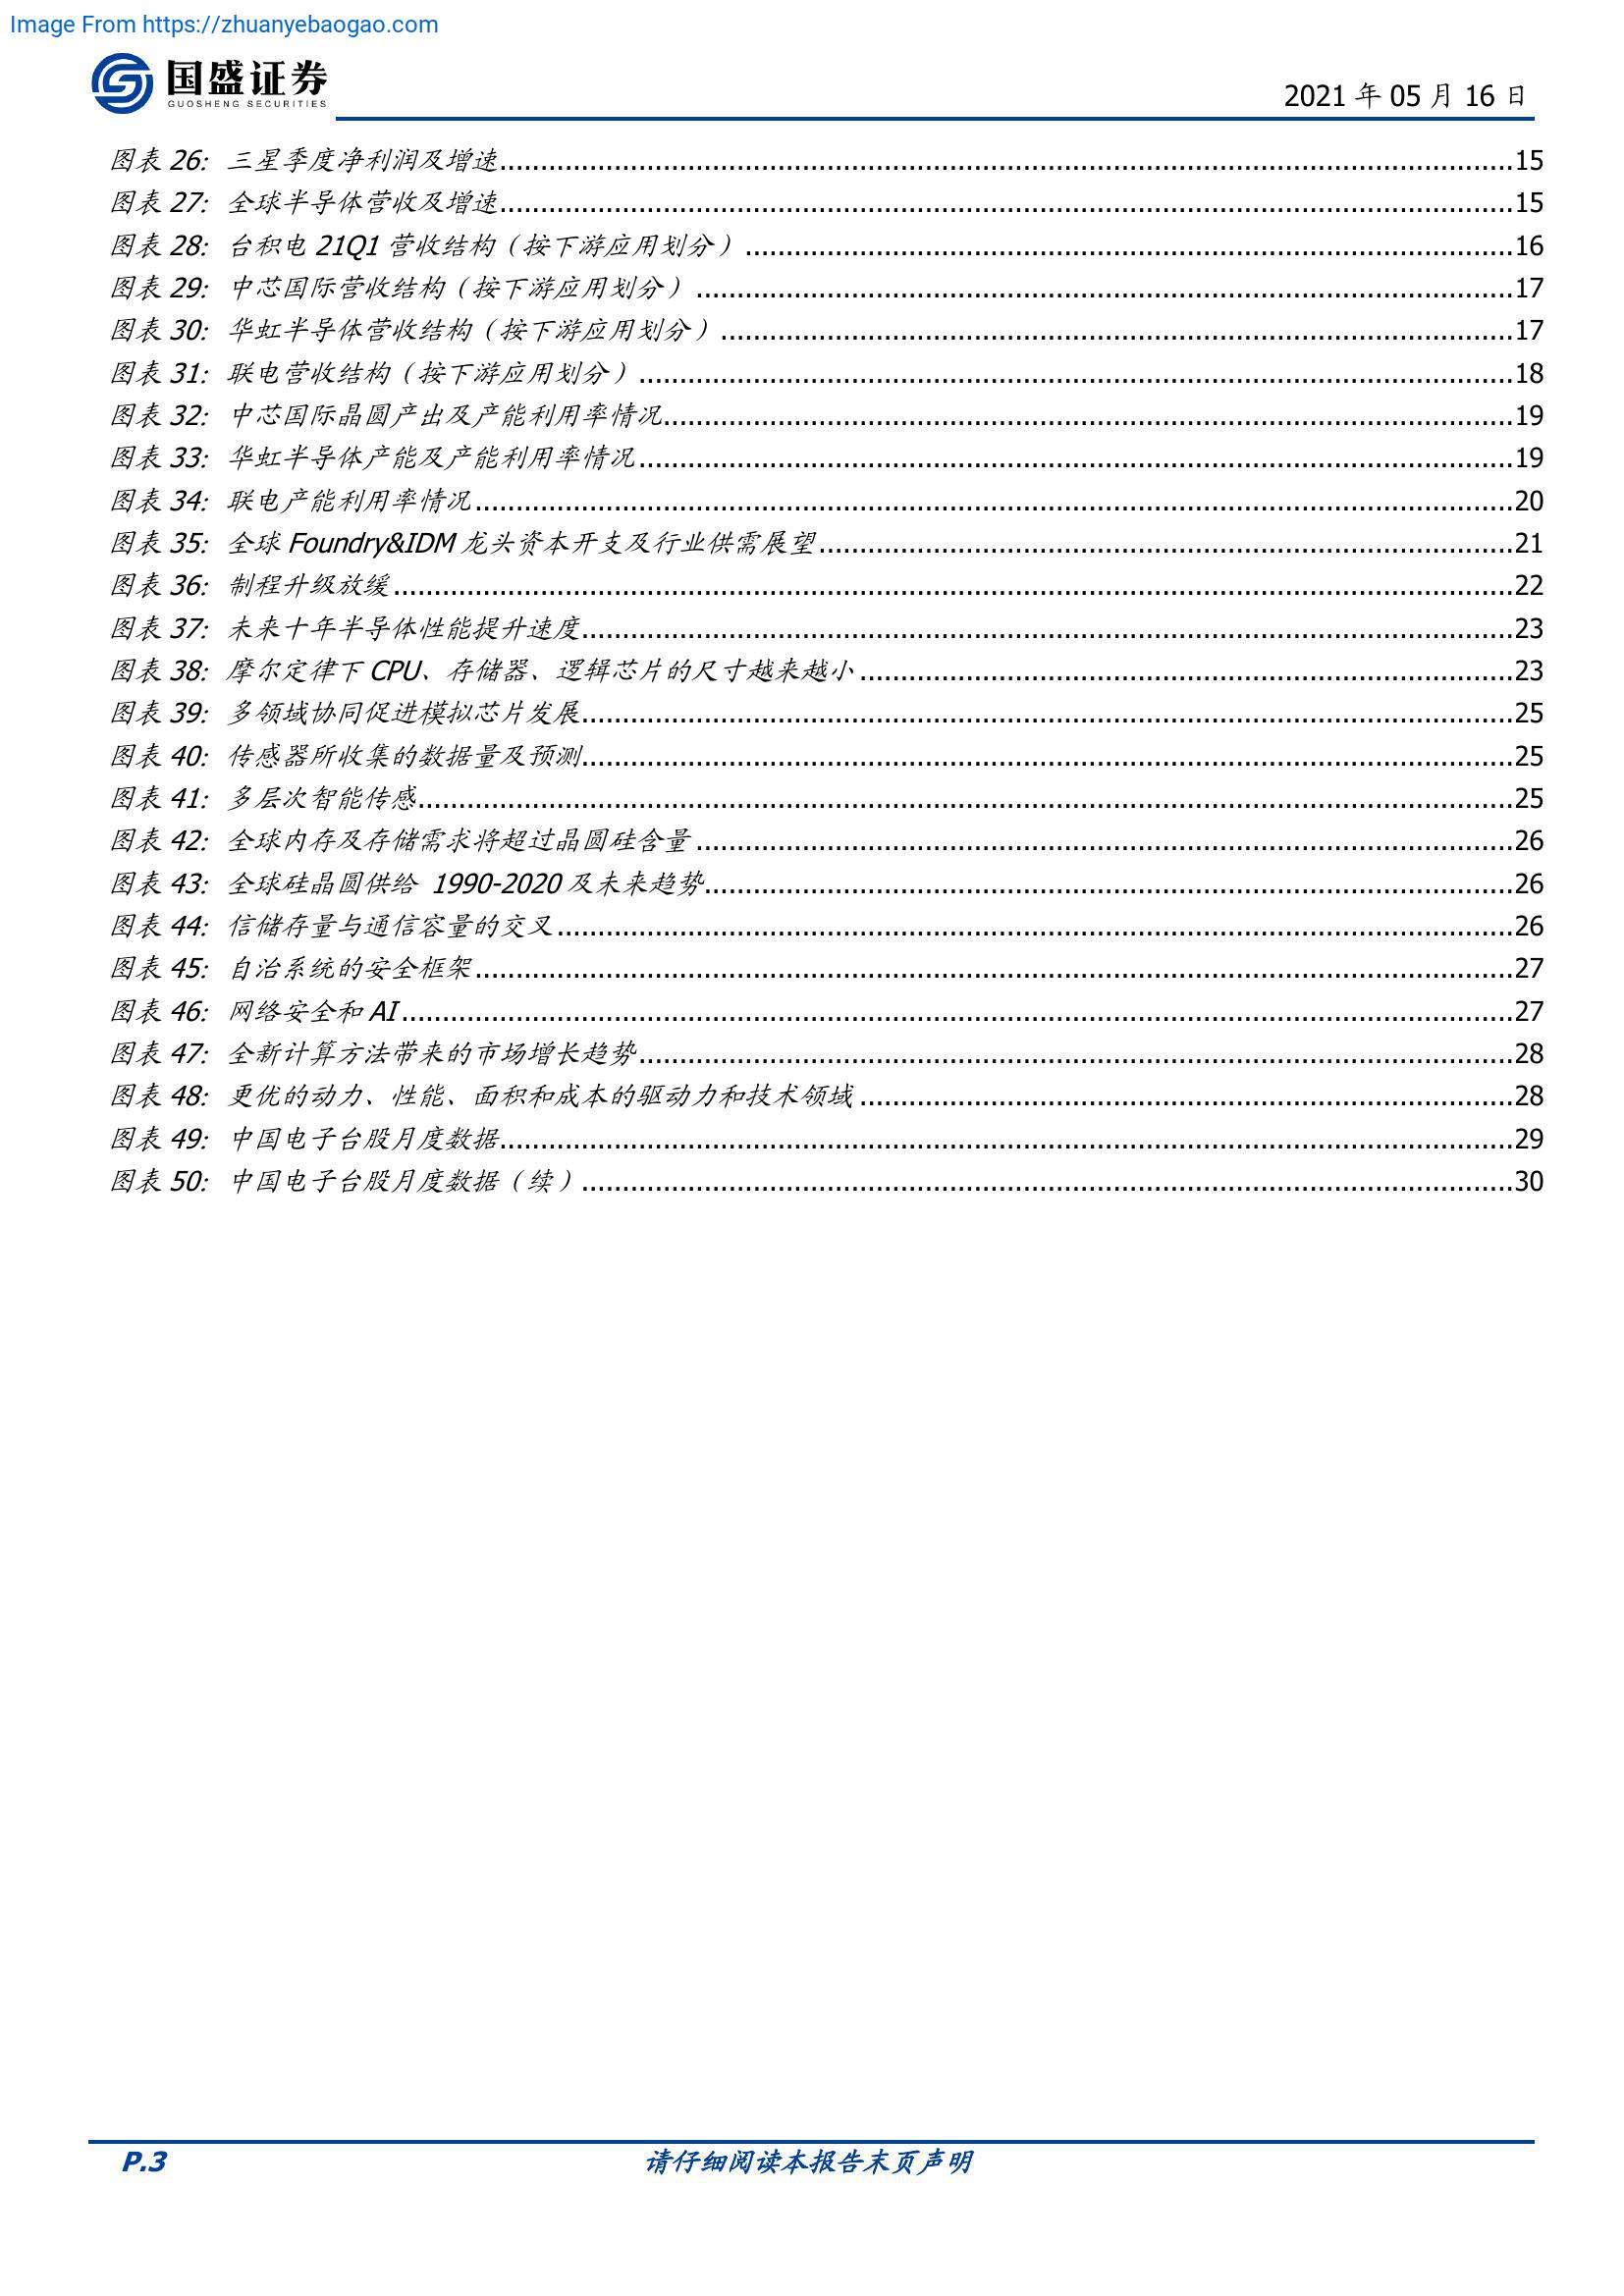 Image From https://zhuanyebaogao.com
国盛证券
GUOSHENG SECURITIES
2021 年 05 月 16 日
图表 26: 三星季度净利润及增速 15
图表 27: 全球半导体营收及增速 15
图表 28: 台积电 21Q1 营收结构（按下游应用划分） 16
图表 29: 中芯国际营收结构（按下游应用划分） 17
图表 30: 华虹半导体营收结构（按下游应用划分） 17
图表 31: 联电营收结构（按下游应用划分） 18
图表 32: 中芯国际晶圆产出及产能利用率情况 19
图表 33: 华虹半导体产能及产能利用率情况 19
图表 34: 联电产能利用率情况 20
图表 35: 全球 Foundry&IDM 龙头资本开支及行业供需展望 21
图表 36: 制程升级放缓 22
图表 37: 未来十年半导体性能提升速度 23
图表 38: 摩尔定律下 CPU、存储器、逻辑芯片的尺寸越来越小 23
图表 39: 多领域协同促进模拟芯片发展 25
图表 40: 传感器所收集的数据量及预测 25
图表 41: 多层次智能传感 25
图表 42: 全球内存及存储需求将超过晶圆硅含量 26
图表 43: 全球硅晶圆供给 1990-2020 及未来趋势 26
图表 44: 信储存量与通信容量的交叉 26
图表 45: 自治系统的安全框架 27
图表 46: 网络安全和 AI 27
图表 47: 全新计算方法带来的市场增长趋势 28
图表 48: 更优的动力、性能、面积和成本的驱动力和技术领域 28
图表 49: 中国电子台股月度数据 29
图表 50: 中国电子台股月度数据（续） 30
P.3
请仔细阅读本报告末页声明